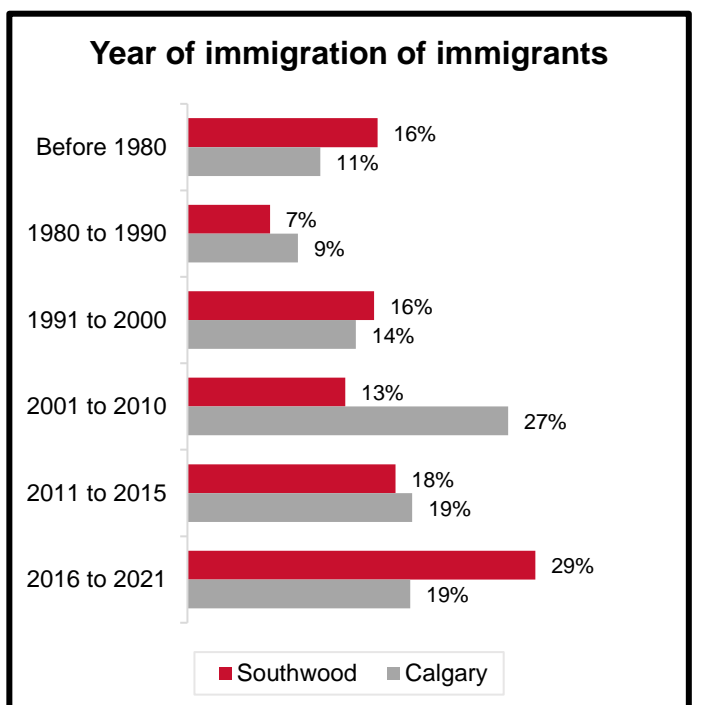 Year of immigration of immigrants
Before 1980
16%
11%
1980 to 1990
7%
9%
1991 to 2000
16%
14%
2001 to 2010
13%
27%
2011 to 2015
18%
19%
2016 to 2021
29%
19%
Southwood Calgary